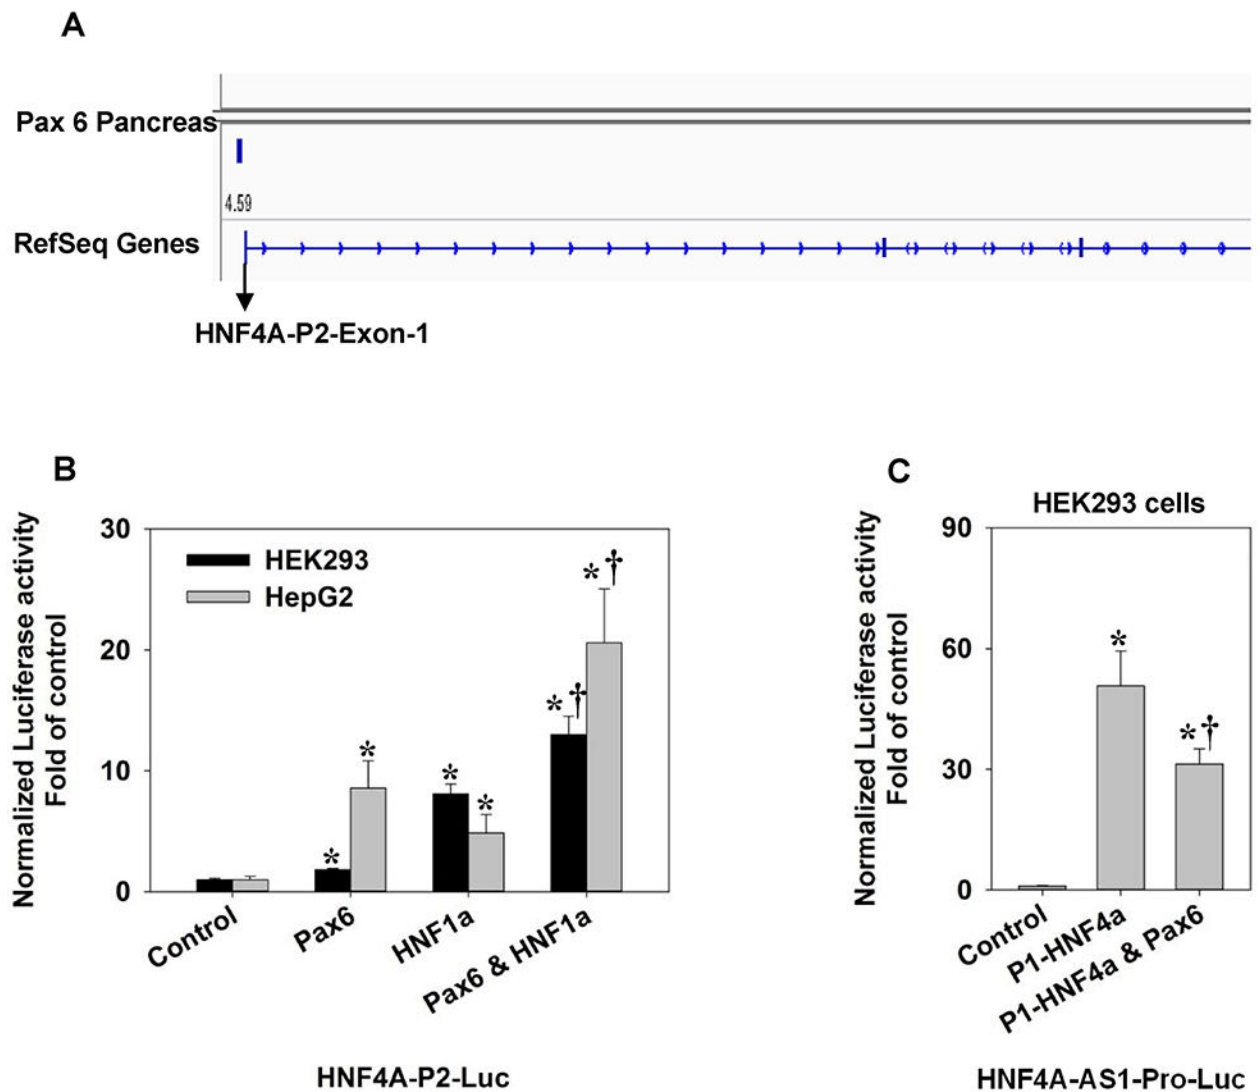 A
Pax 6 Pancreas
4.59
RefSeq Genes
HNF4A-P2-Exon-1
B
Normalized Luciferase activity
Fold of control
30
20
10
0
HEK293
HepG2
*
*
*
*
*†
*†
Control
Pax6
HNF1a
Pax6 & HNF1a
HNF4A-P2-Luc
C
HEK293 cells
Normalized Luciferase activity
Fold of control
90
60
30
0
*
*†
Control
P1-HNF4a
P1-HNF4a & Pax6
HNF4A-AS1-Pro-Luc